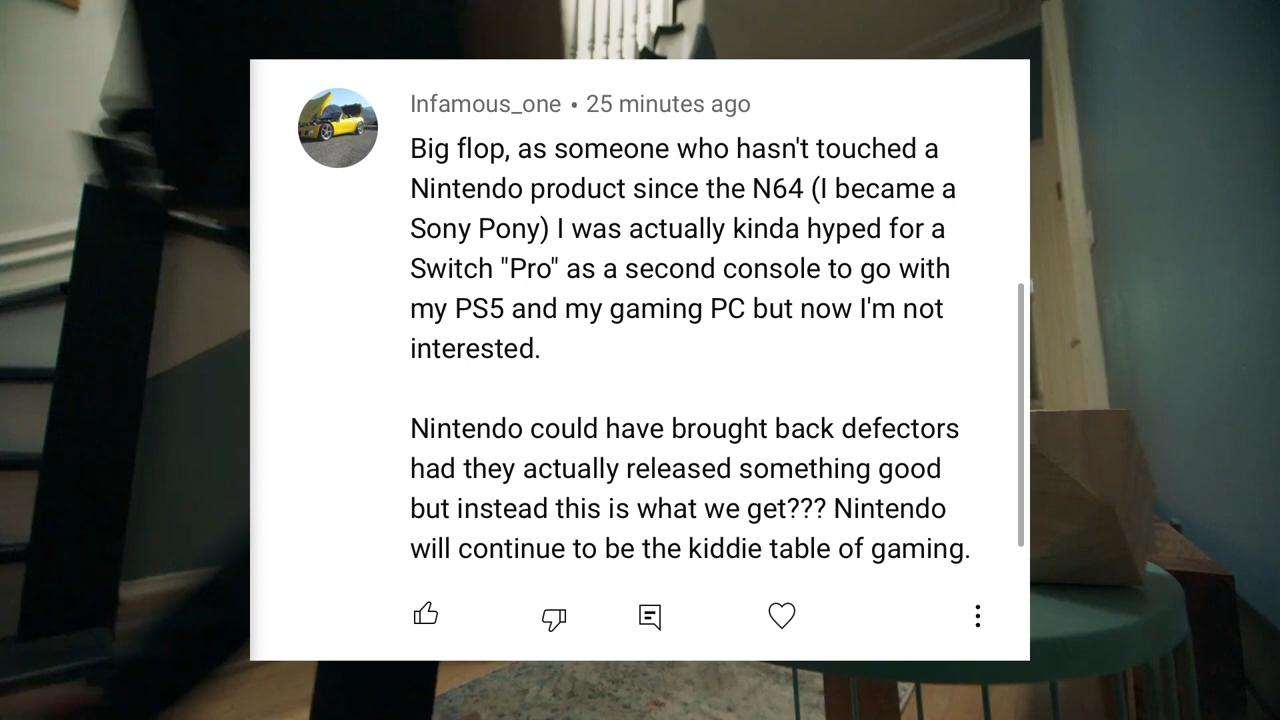 Infamous_one • 25 minutes ago
Big flop, as someone who hasn't touched a
Nintendo product since the N64 (I became a
Sony Pony) I was actually kinda hyped for a
Switch "Pro" as a second console to go with
my PS5 and my gaming PC but now I'm not
interested.
Nintendo could have brought back defectors
had they actually released something good
but instead this is what we get??? Nintendo
will continue to be the kiddie table of gaming.